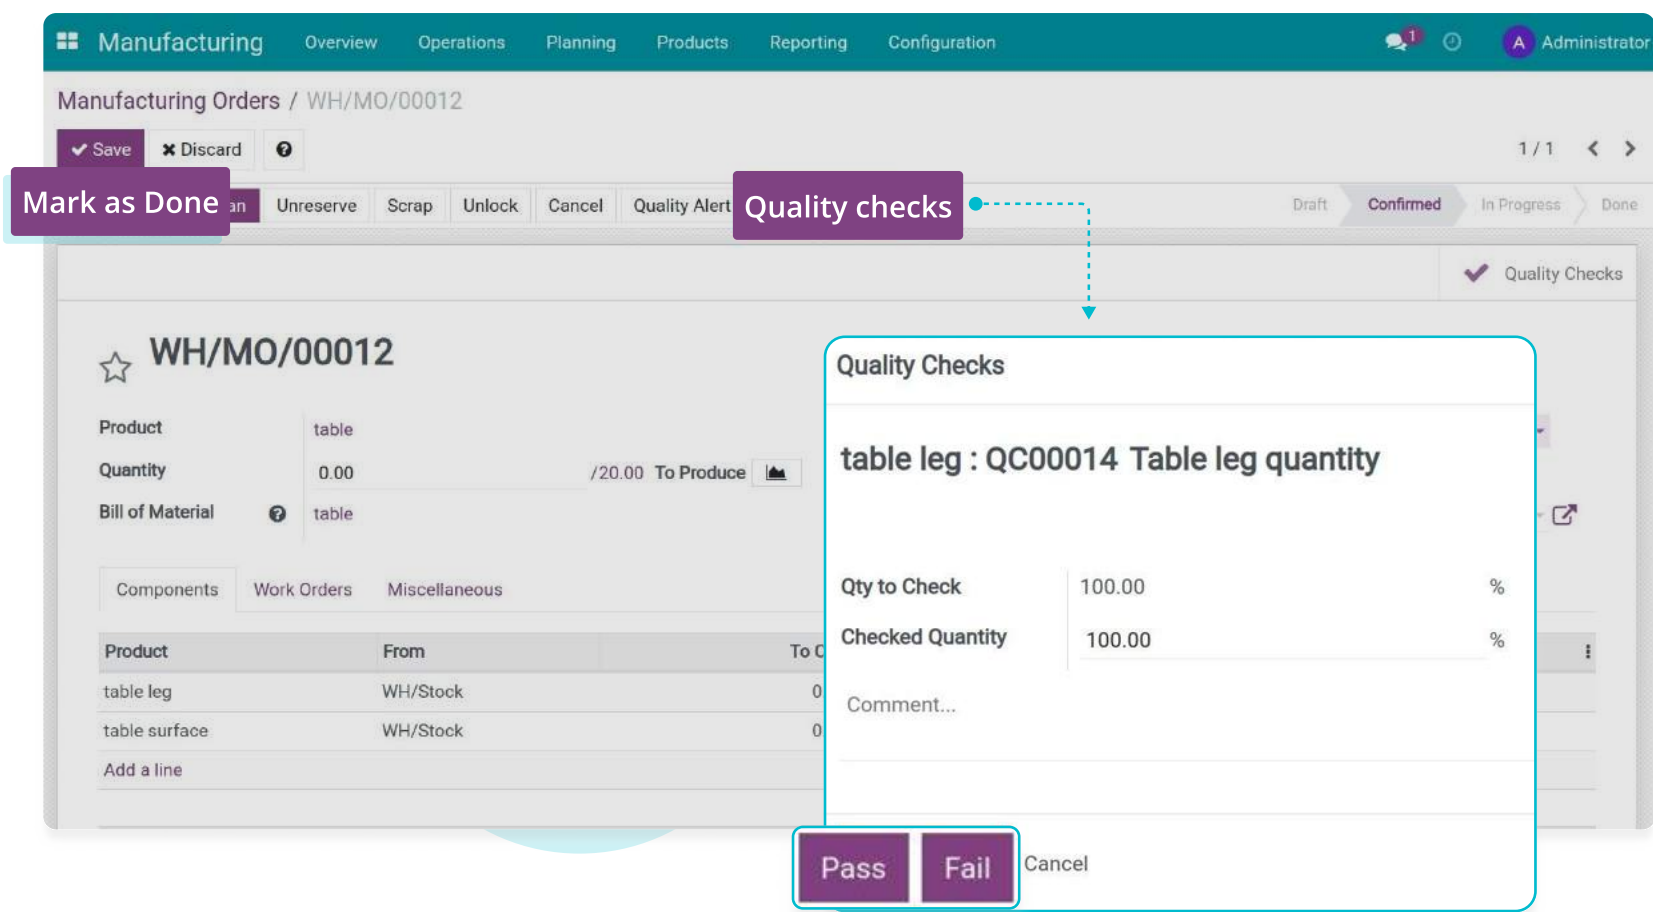 Manufacturing Overview Operations Planning Products Reporting Configuration 1 A Administrator
Manufacturing Orders / WH/MO/00012
Save Discard ? 1 / 1
Mark as Done an Unreserve Scrap Unlock Cancel Quality Alert Quality checks Draft Confirmed In Progress Done
Quality Checks
WH/MO/00012
Quality Checks
Product table
table leg : QC00014 Table leg quantity
Quantity 0.00 /20.00 To Produce
Bill of Material ? table
Components Work Orders Miscellaneous
Qty to Check 100.00 %
Checked Quantity 100.00 %
Product From To C
table leg WH/Stock 0
Comment...
table surface WH/Stock 0
Add a line
Pass Fail Cancel